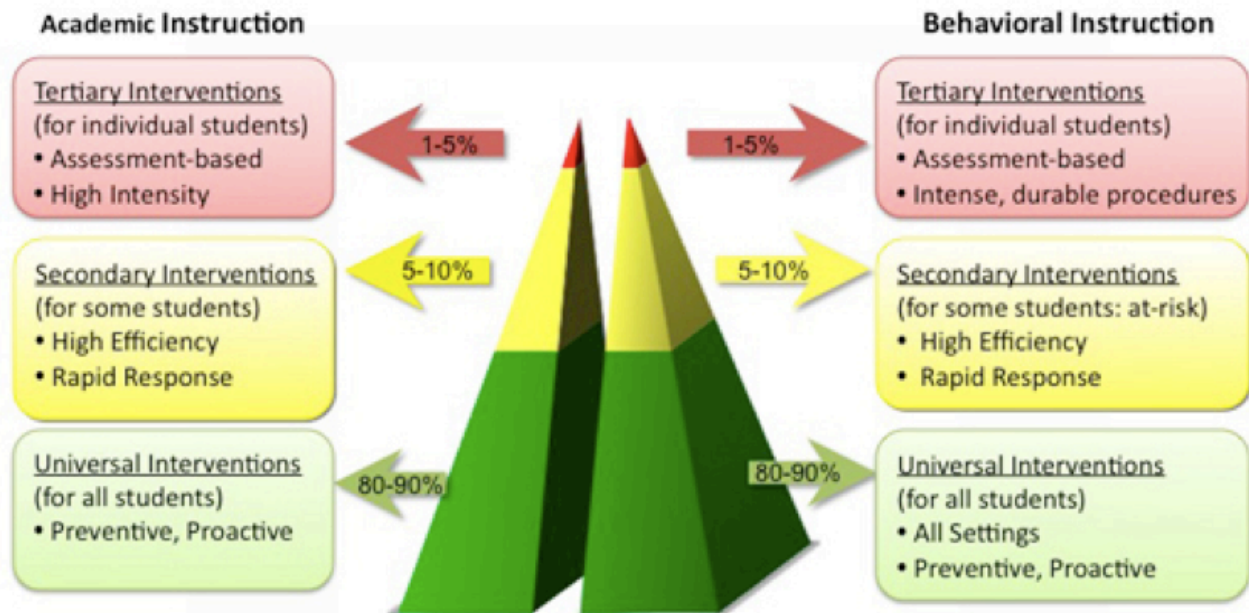 Academic Instruction
Tertiary Interventions
(for individual students)
• Assessment-based
• High Intensity
1-5%
Secondary Interventions
(for some students)
• High Efficiency
• Rapid Response
5-10%
Universal Interventions
(for all students)
• Preventive, Proactive
80-90%
Behavioral Instruction
1-5%
Tertiary Interventions
(for individual students)
• Assessment-based
• Intense, durable procedures
5-10%
Secondary Interventions
(for some students: at-risk)
• High Efficiency
• Rapid Response
80-90%
Universal Interventions
(for all students)
• All Settings
• Preventive, Proactive